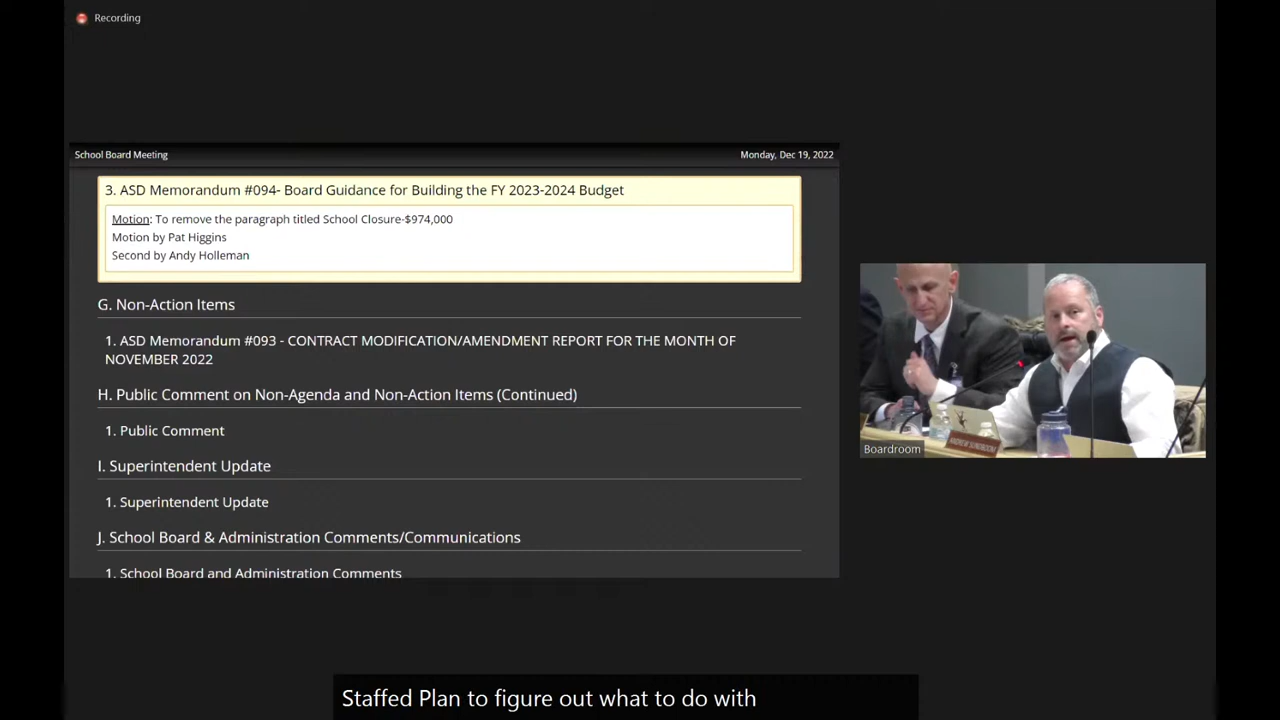 Recording
School Board Meeting
Monday, Dec 19, 2022
3. ASD Memorandum #094- Board Guidance for Building the FY 2023-2024 Budget
Motion: To remove the paragraph titled School Closure-$974,000
Motion by Pat Higgins
Second by Andy Holleman
G. Non-Action Items
1. ASD Memorandum #093 - CONTRACT MODIFICATION/AMENDMENT REPORT FOR THE MONTH OF
NOVEMBER 2022
H. Public Comment on Non-Agenda and Non-Action Items (Continued)
1. Public Comment
I. Superintendent Update
1. Superintendent Update
J. School Board & Administration Comments/Communications
1. School Board and Administration Comments
Boardroom
Staffed Plan to figure out what to do with